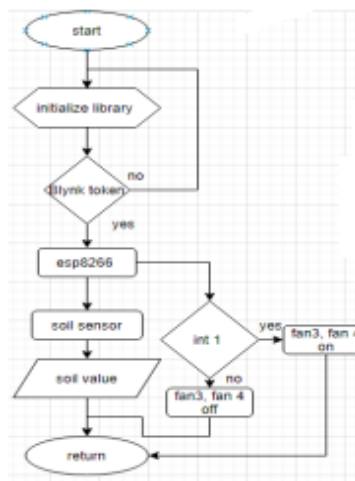 start
initialize library
Blynk token
no
yes
esp8266
soil sensor
int 1
yes
fan3, fan 4
on
soil value
no
fan3, fan 4
off
return